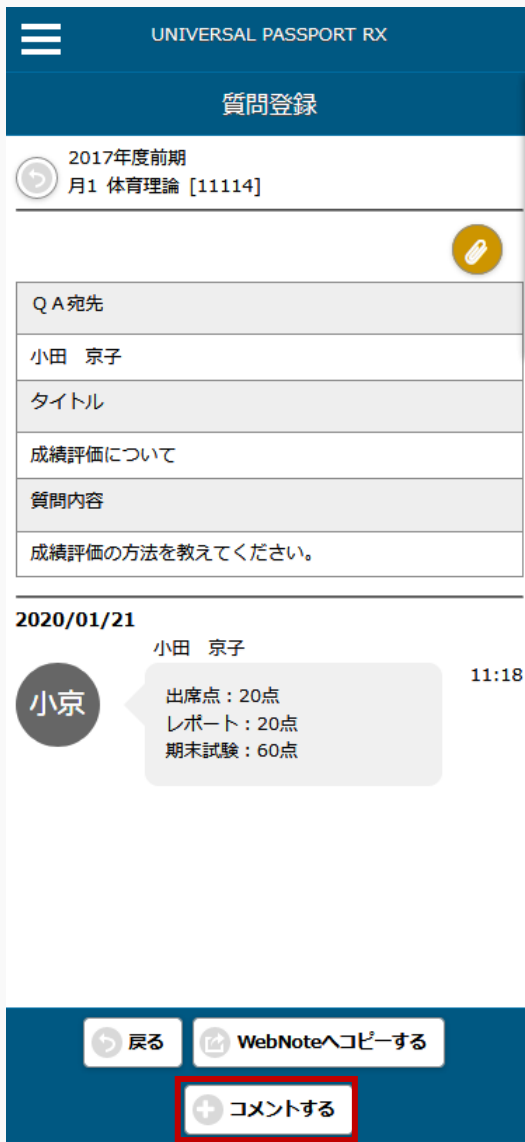 UNIVERSAL PASSPORT RX
質問登録
2017年度前期
月1 体育理論 [11114]
ＱＡ宛先
小田　京子
タイトル
成績評価について
質問内容
成績評価の方法を教えてください。
2020/01/21
小田　京子
11:18
小京
出席点：20点
レポート：20点
期末試験：60点
戻る
WebNoteへコピーする
コメントする